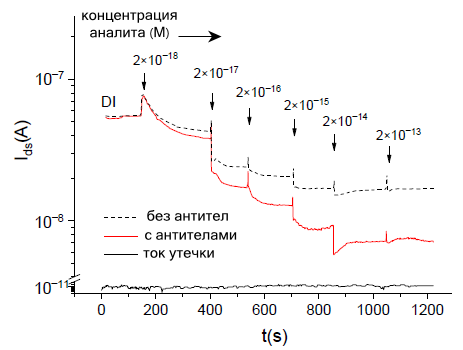 концентрация
аналита (М)
2×10⁻¹⁸
2×10⁻¹⁷
2×10⁻¹⁶
2×10⁻¹⁵
2×10⁻¹⁴
2×10⁻¹³
DI
10⁻⁷
10⁻⁸
10⁻¹¹
I_ds(A)
без антител
с антителами
ток утечки
0 200 400 600 800 1000 1200
t(s)